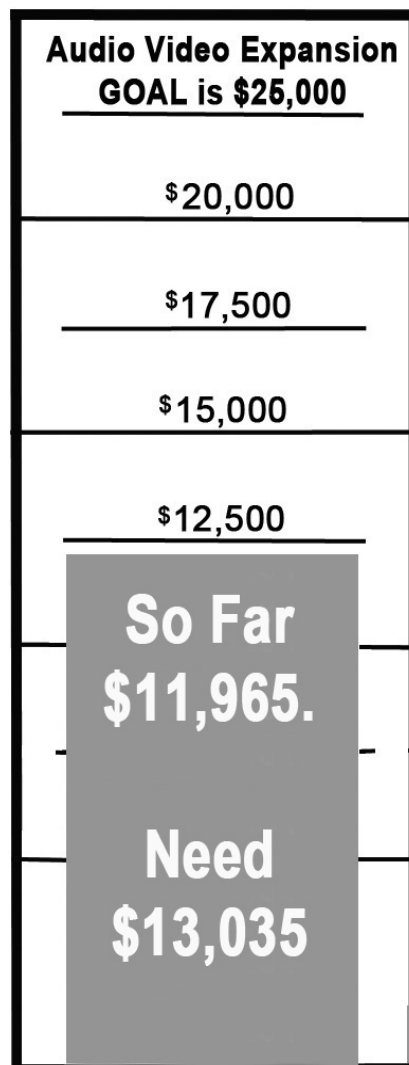 Audio Video Expansion
GOAL is $25,000
$20,000
$17,500
$15,000
$12,500
So Far
$11,965.
Need
$13,035